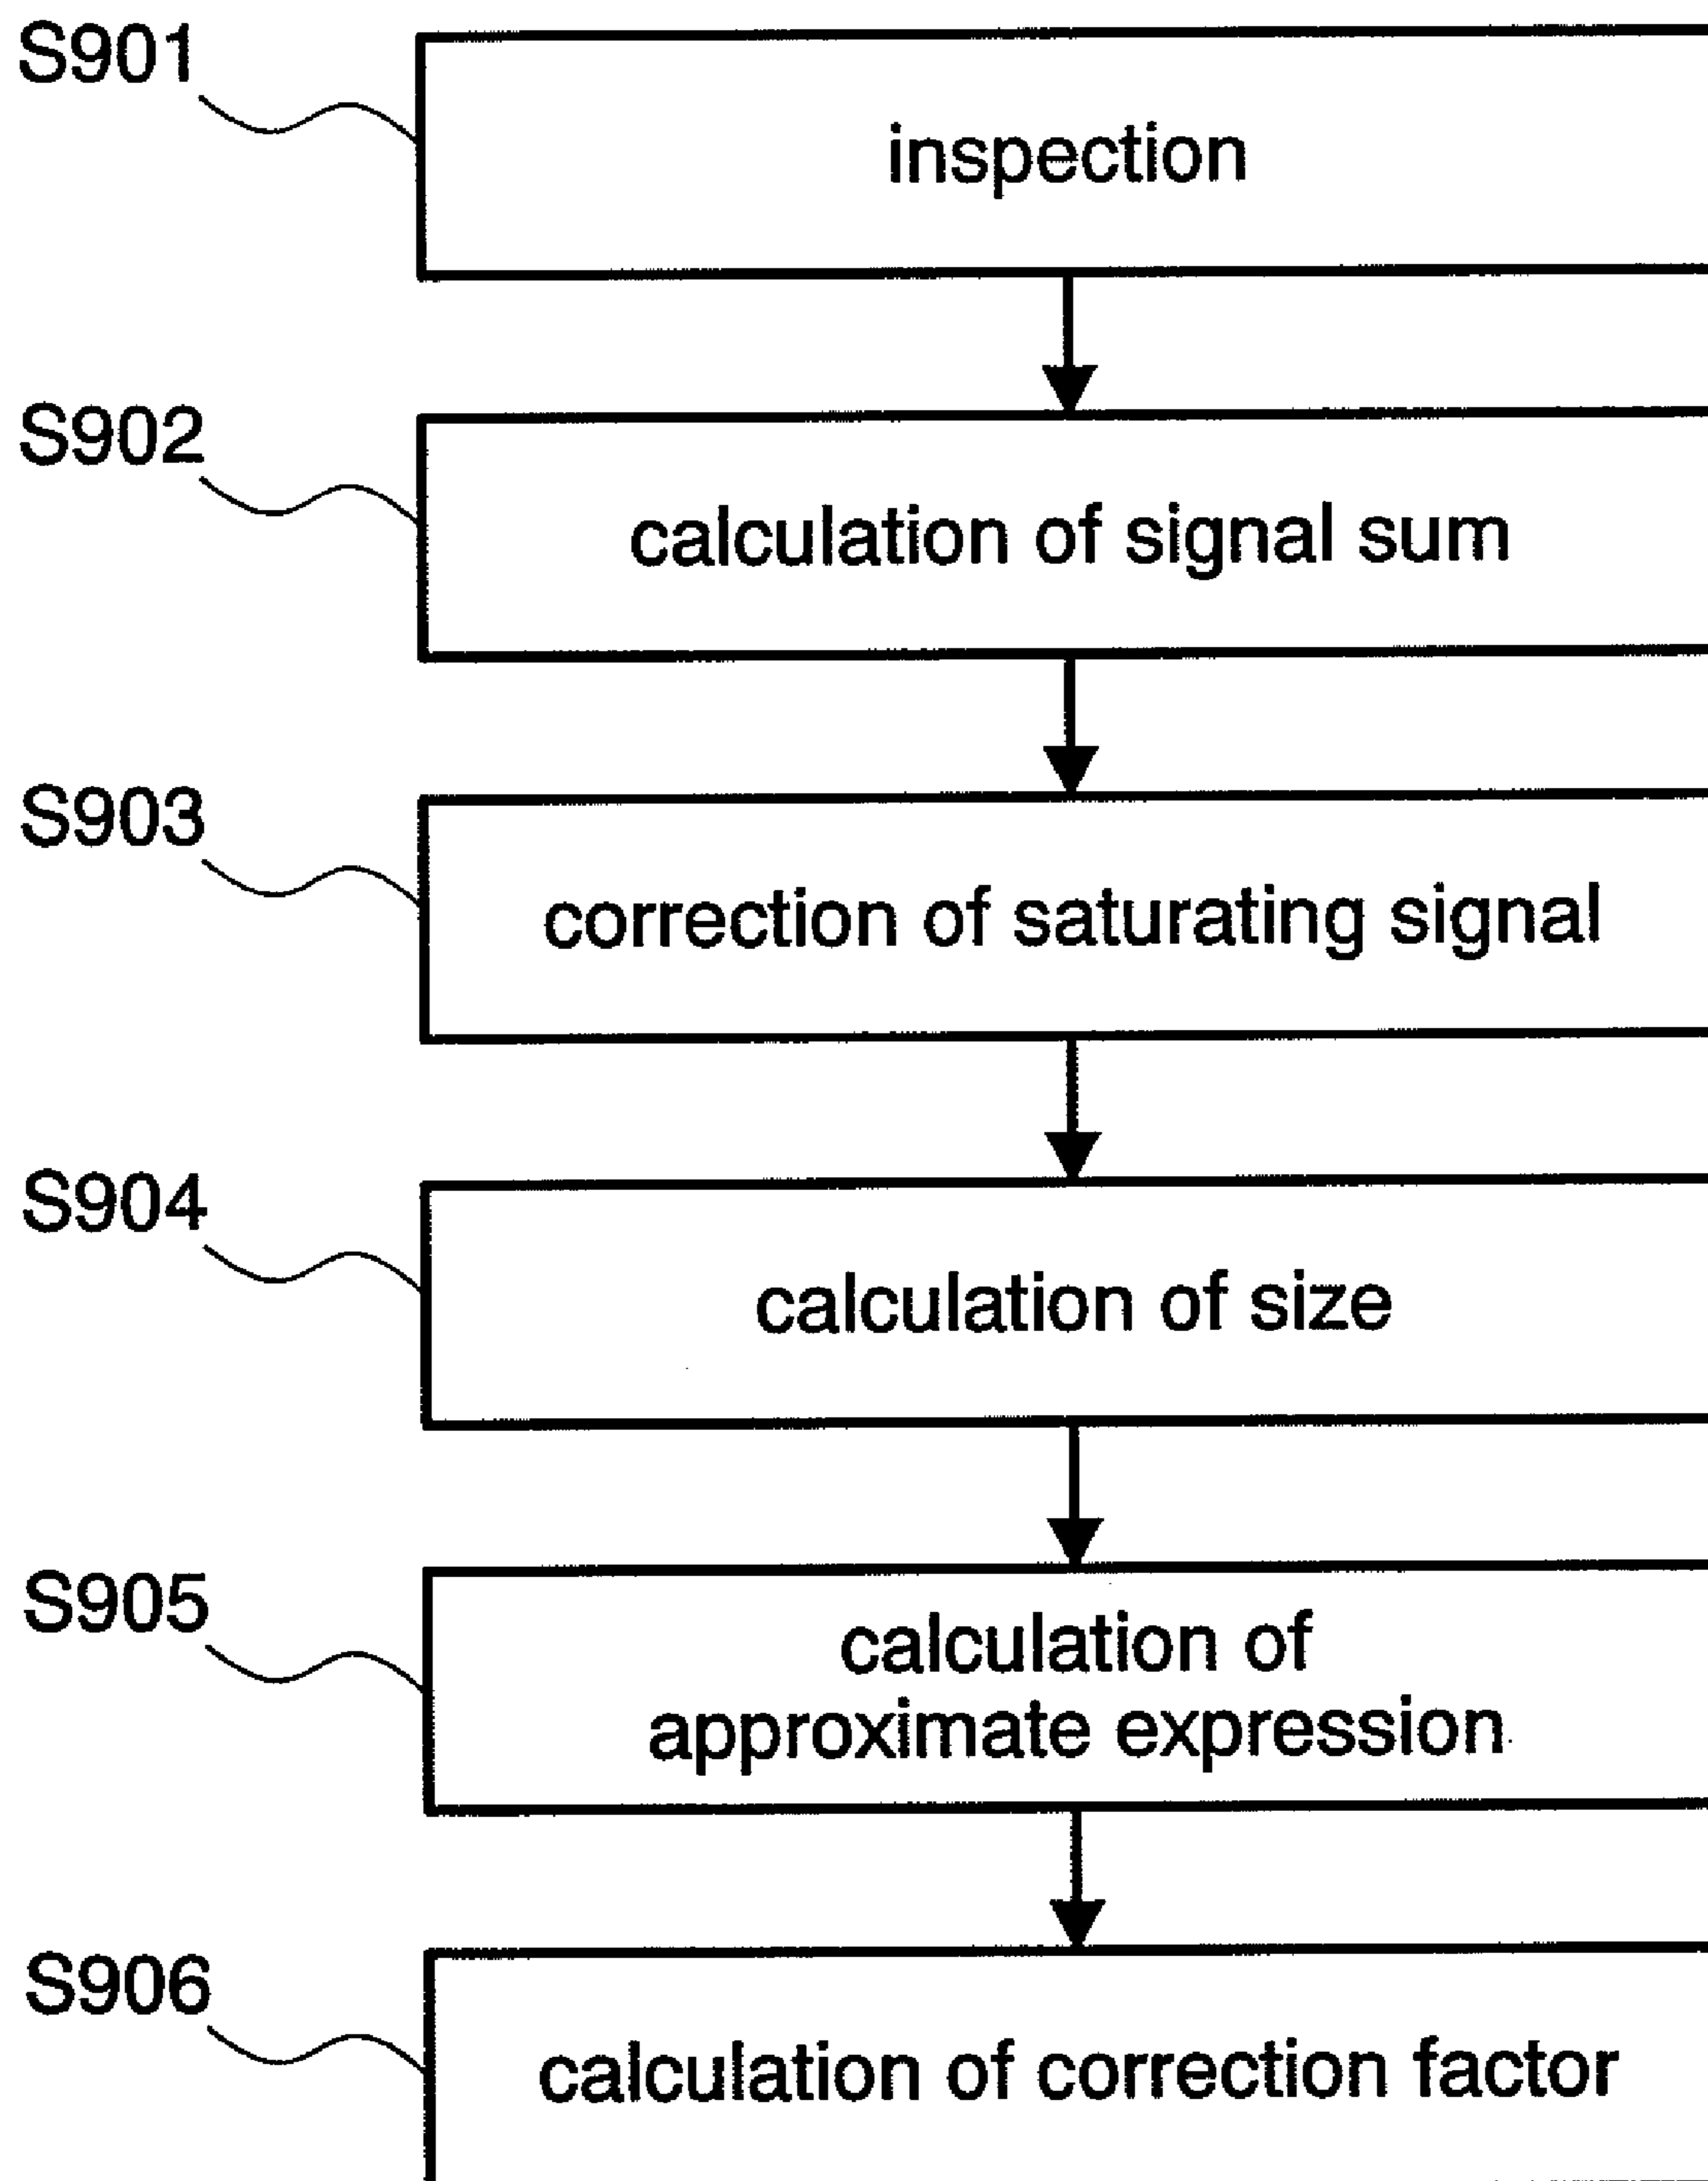 S901
inspection
S902
calculation of signal sum
S903
correction of saturating signal
S904
calculation of size
S905
calculation of
approximate expression
S906
calculation of correction factor